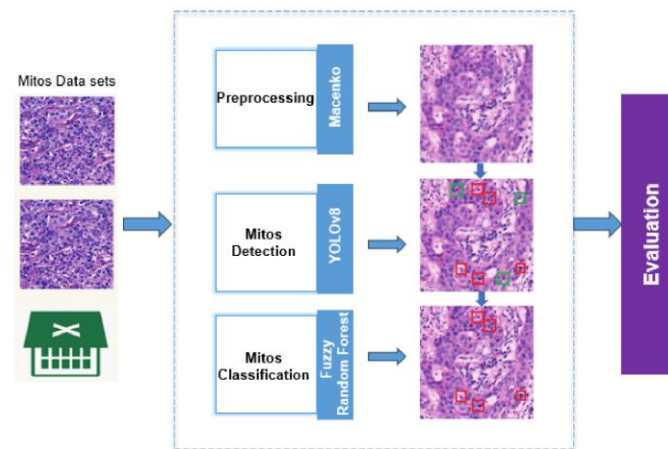 Mitos Data sets
Preprocessing
Macenko
Mitos
Detection
YOLOv8
Mitos
Classification
Fuzzy
Random Forest
Evaluation